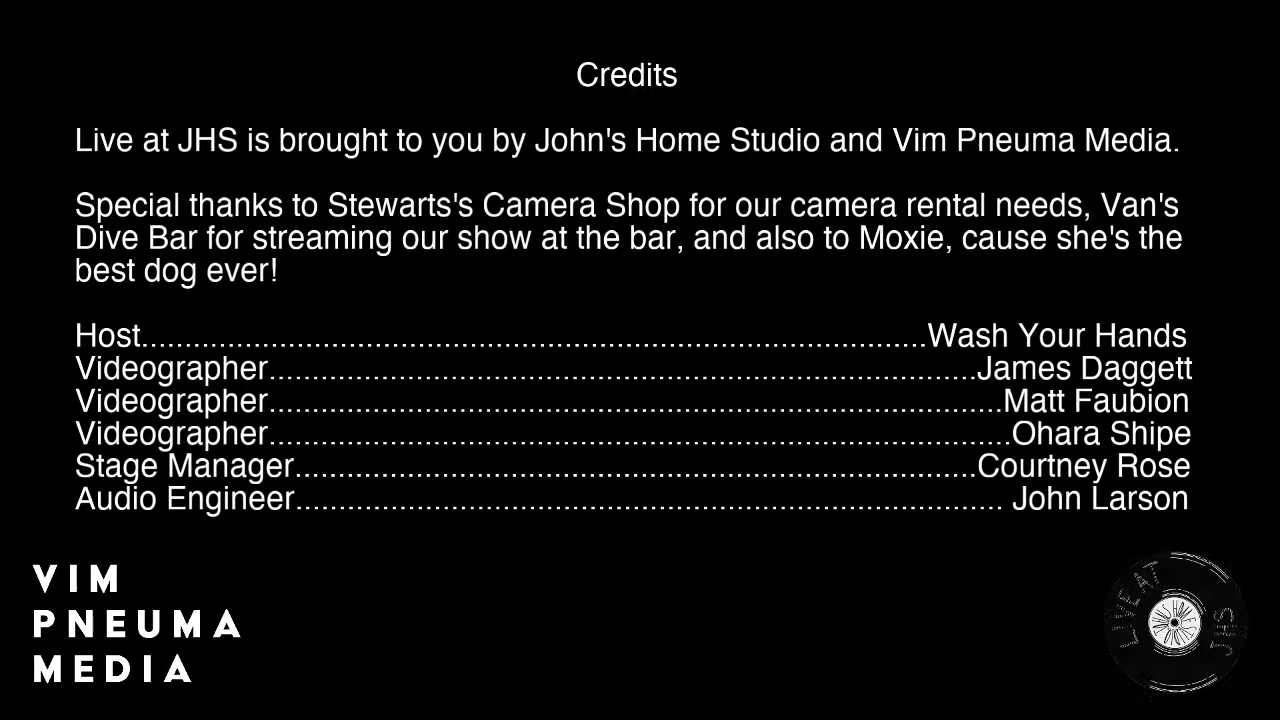 Credits
Live at JHS is brought to you by John's Home Studio and Vim Pneuma Media.
Special thanks to Stewarts's Camera Shop for our camera rental needs, Van's
Dive Bar for streaming our show at the bar, and also to Moxie, cause she's the
best dog ever!
Host..........................................................................................Wash Your Hands
Videographer.................................................................................James Daggett
Videographer....................................................................................Matt Faubion
Videographer.....................................................................................Ohara Shipe
Stage Manager..............................................................................Courtney Rose
Audio Engineer................................................................................. John Larson
VIM
PNEUMA
MEDIA
LIVE AT
JHS